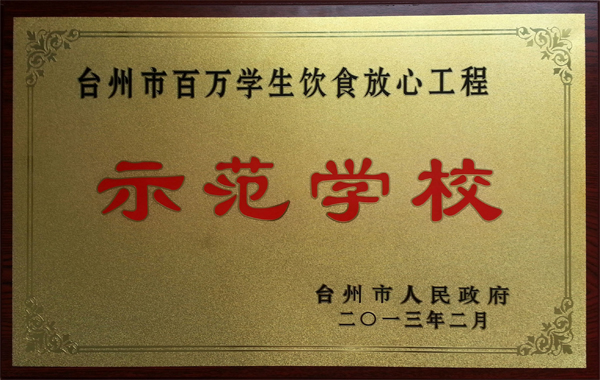 台州市百万学生饮食放心工程
示范学校
台州市人民政府
二〇一三年二月